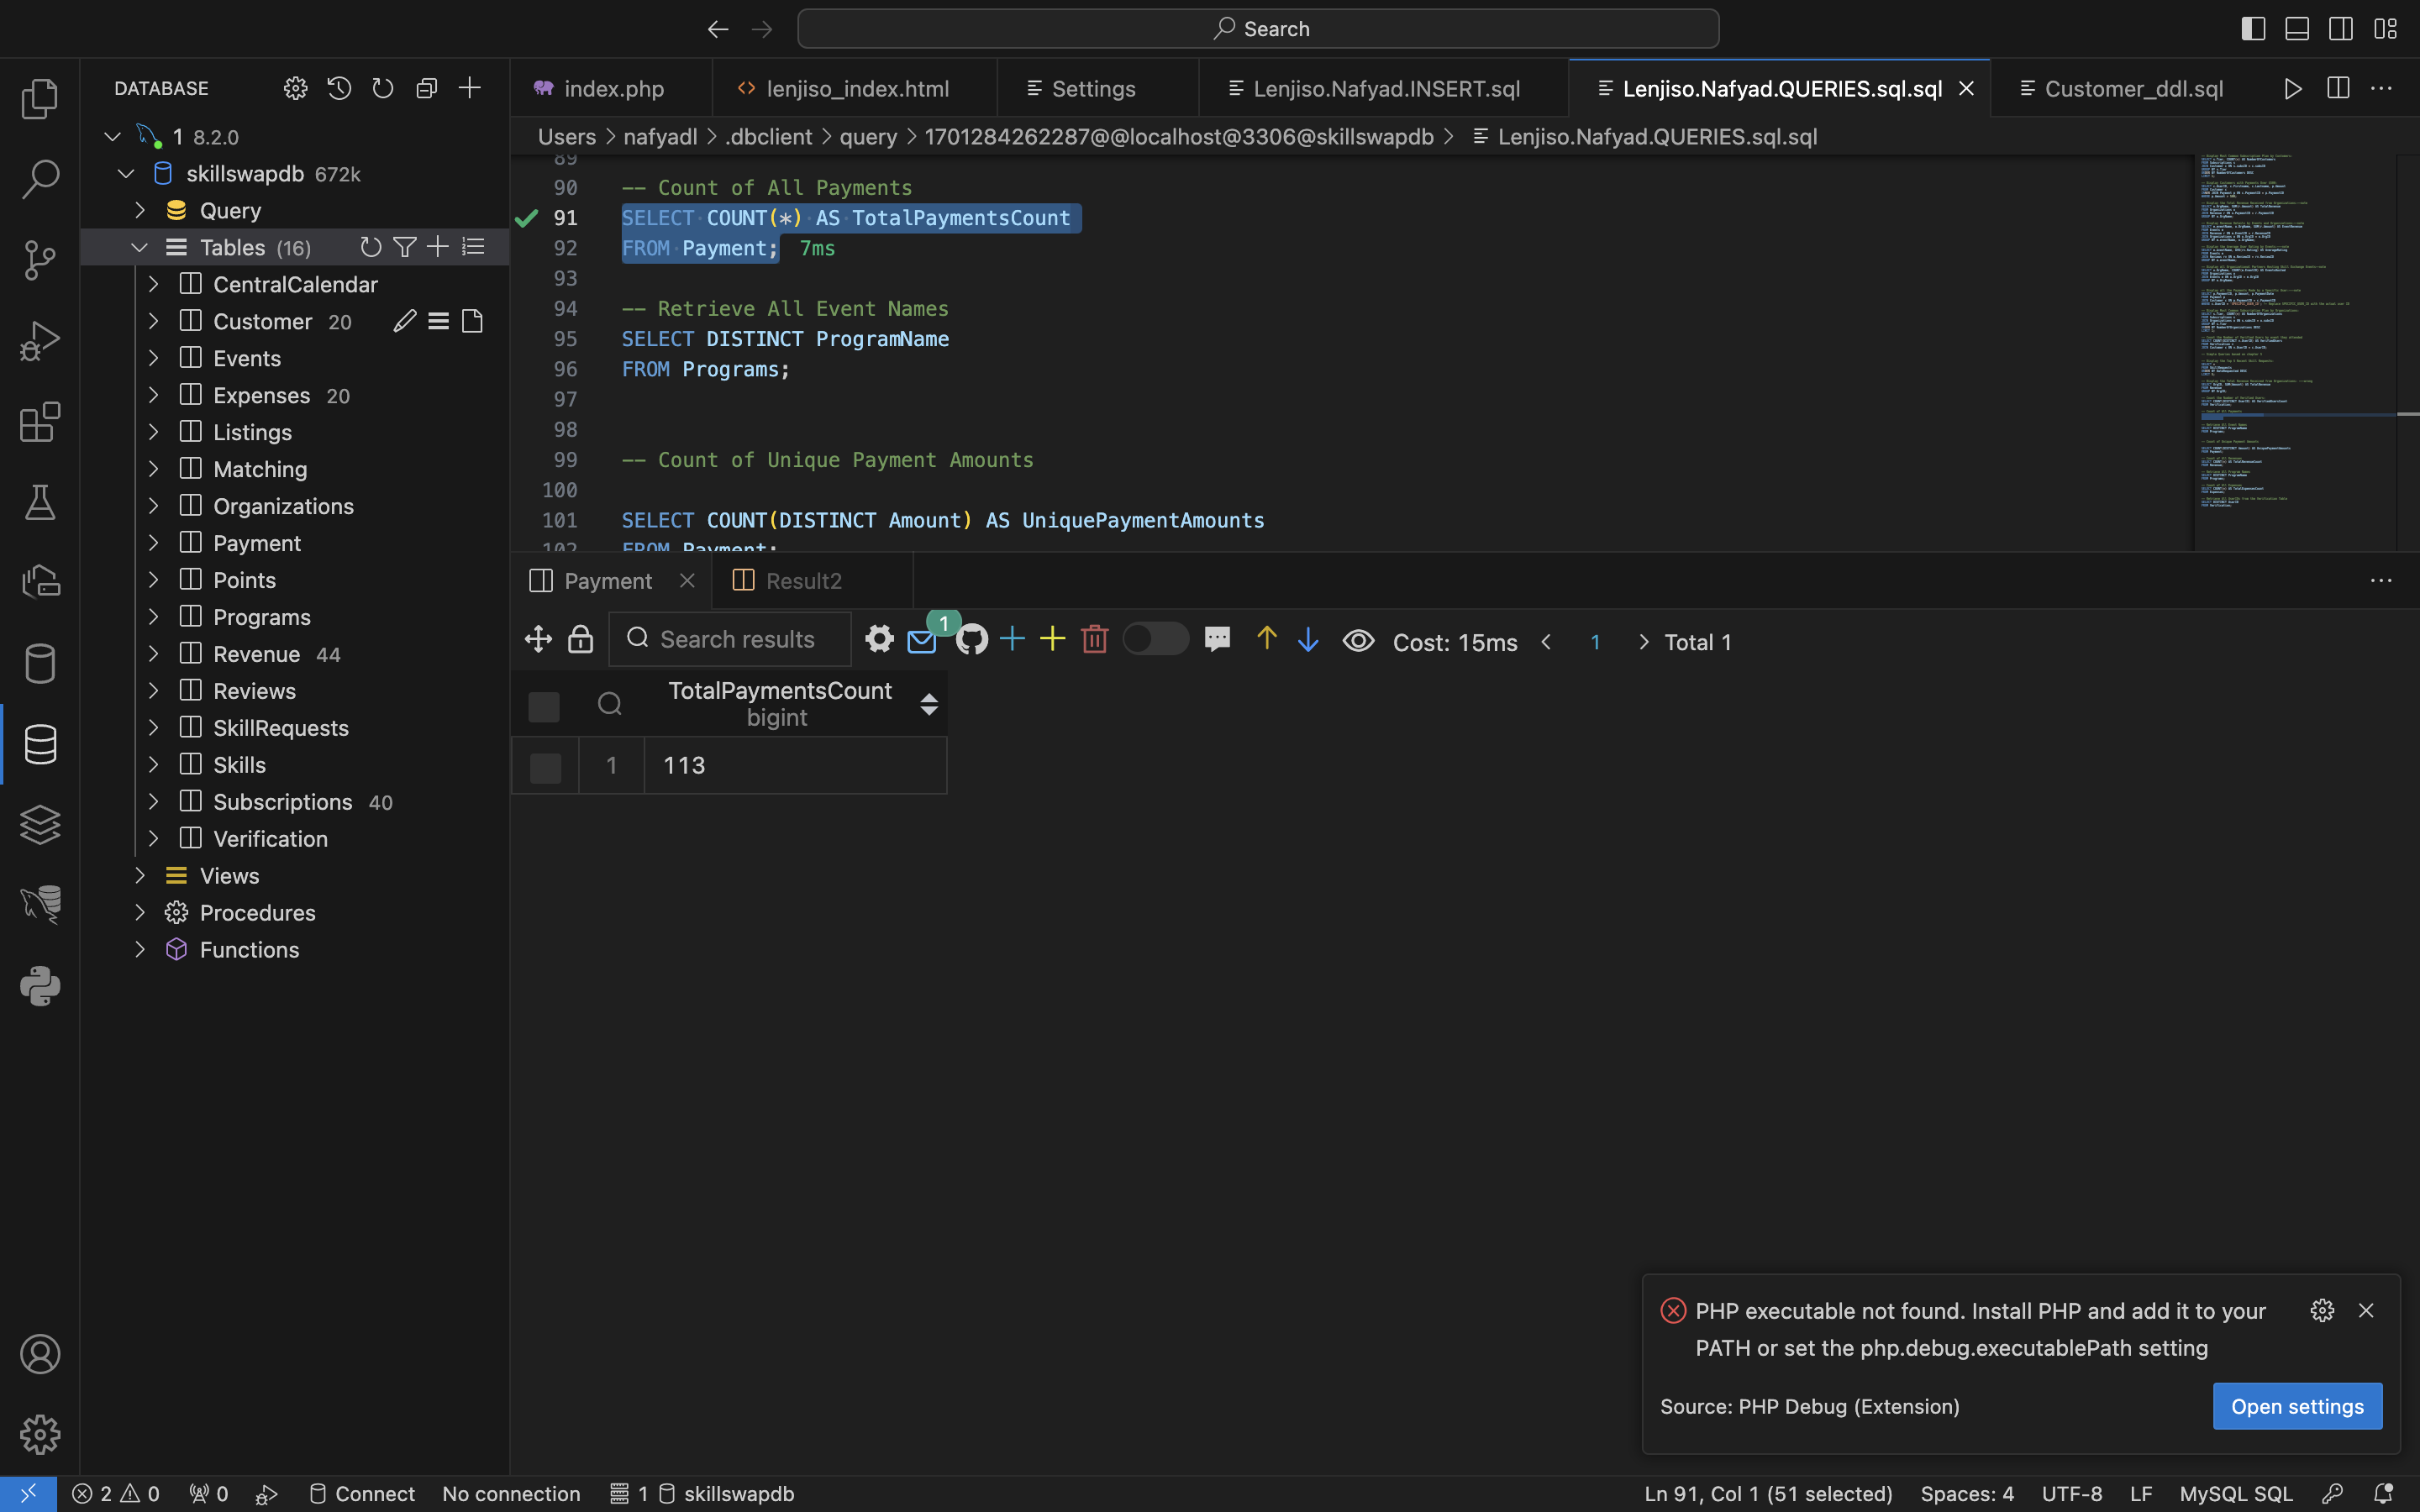 Search
DATABASE
1 8.2.0
skillswapdb 672k
Query
Tables (16)
CentralCalendar
Customer 20
Events
Expenses 20
Listings
Matching
Organizations
Payment
Points
Programs
Revenue 44
Reviews
SkillRequests
Skills
Subscriptions 40
Verification
Views
Procedures
Functions
index.php
lenjiso_index.html
Settings
Lenjiso.Nafyad.INSERT.sql
Lenjiso.Nafyad.QUERIES.sql.sql
Customer_ddl.sql
Users > nafyadl > .dbclient > query > 1701284262287@@localhost@3306@skillswapdb > Lenjiso.Nafyad.QUERIES.sql.sql
89
90 -- Count of All Payments
91 SELECT COUNT(*) AS TotalPaymentsCount
92 FROM Payment; 7ms
93
94 -- Retrieve All Event Names
95 SELECT DISTINCT ProgramName
96 FROM Programs;
97
98
99 -- Count of Unique Payment Amounts
100
101 SELECT COUNT(DISTINCT Amount) AS UniquePaymentAmounts
102 FROM Payment;
Payment
Result2
Search results
1
Cost: 15ms
1
Total 1
TotalPaymentsCount
bigint
1 113
PHP executable not found. Install PHP and add it to your
PATH or set the php.debug.executablePath setting
Source: PHP Debug (Extension)
Open settings
2 0 0 Connect No connection 1 skillswapdb
Ln 91, Col 1 (51 selected) Spaces: 4 UTF-8 LF MySQL SQL